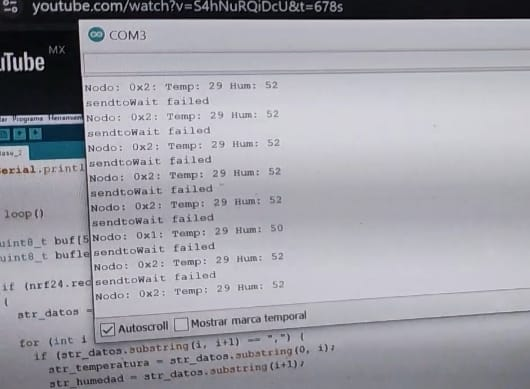 youtube.com/watch?v=S4hNuRQiDcU&t=678s
uTube MX
COM3
Nodo: 0x2: Temp: 29 Hum: 52
sendtoWait failed
Nodo: 0x2: Temp: 29 Hum: 52
sendtoWait failed
Nodo: 0x2: Temp: 29 Hum: 52
sendtoWait failed
Nodo: 0x2: Temp: 29 Hum: 52
sendtoWait failed
Nodo: 0x2: Temp: 29 Hum: 52
sendtoWait failed
Nodo: 0x1: Temp: 29 Hum: 50
sendtoWait failed
Nodo: 0x2: Temp: 29 Hum: 52
sendtoWait failed
Nodo: 0x2: Temp: 29 Hum: 52
Autoscroll Mostrar marca temporal
Programa
erial.printl
loop()
uint8_t buf[5
uint8_t bufle
if (nrf24.rec
{
str_datos =
for (int i
if (str_datos.substring(i, i+1) == ",") {
str_temperatura = str_datos.substring(0, i);
str_humedad = str_datos.substring(i+1);